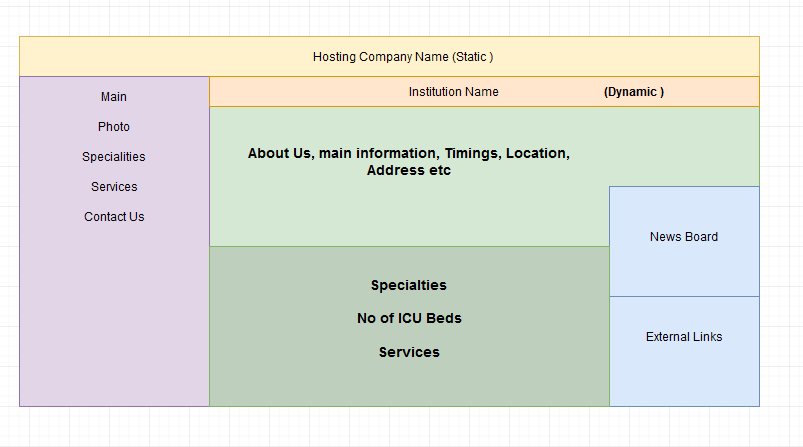 Hosting Company Name (Static )
Institution Name (Dynamic )
Main
Photo
Specialities
Services
Contact Us
About Us, main information, Timings, Location,
Address etc
Specialties
No of ICU Beds
Services
News Board
External Links